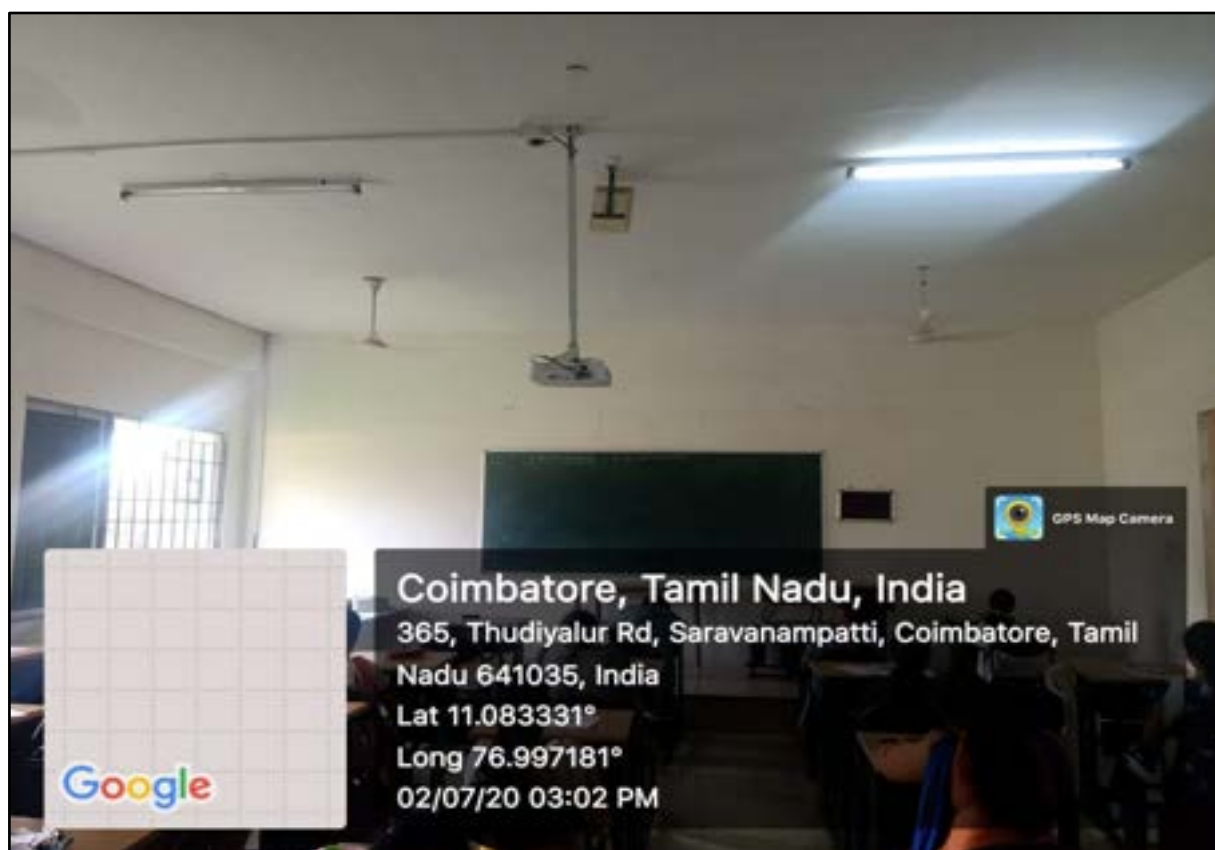 GPS Map Camera
Coimbatore, Tamil Nadu, India
365, Thudiyalur Rd, Saravanampatti, Coimbatore, Tamil
Nadu 641035, India
Lat 11.083331°
Long 76.997181°
02/07/20 03:02 PM
Google